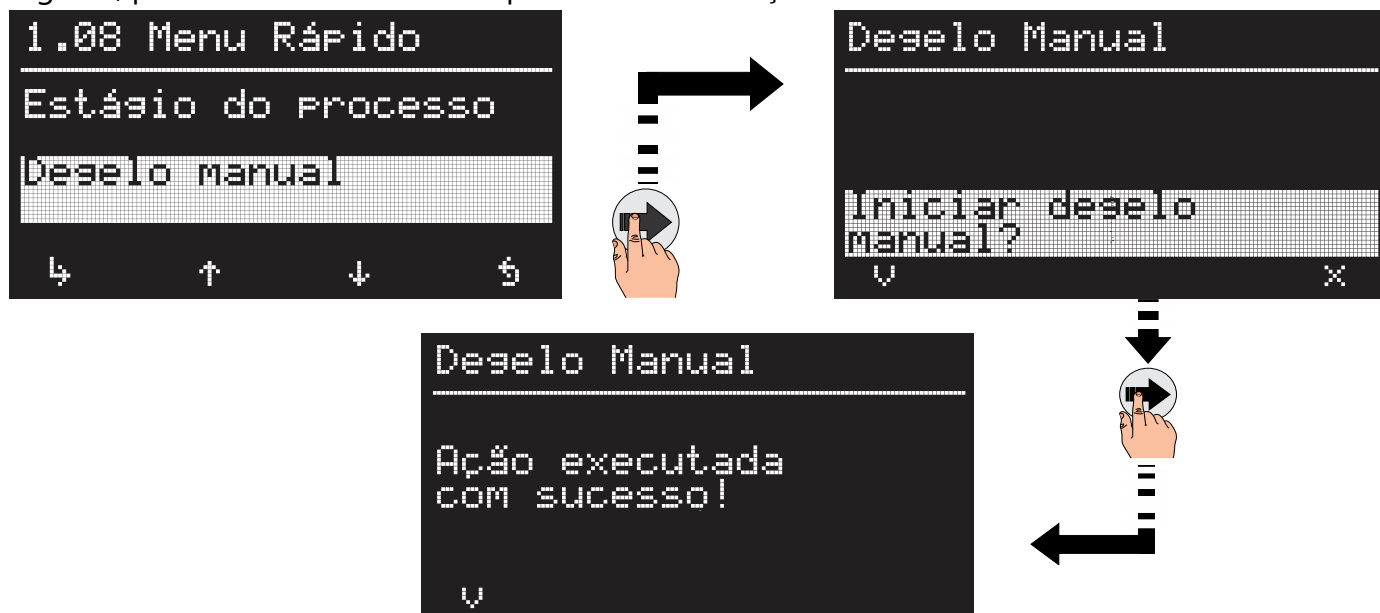 1.08 Menu Rápido
Estágio do processo
Degelo manual
Degelo Manual
Iniciar degelo
manual?
V X
Degelo Manual
Ação executada
com sucesso!
V